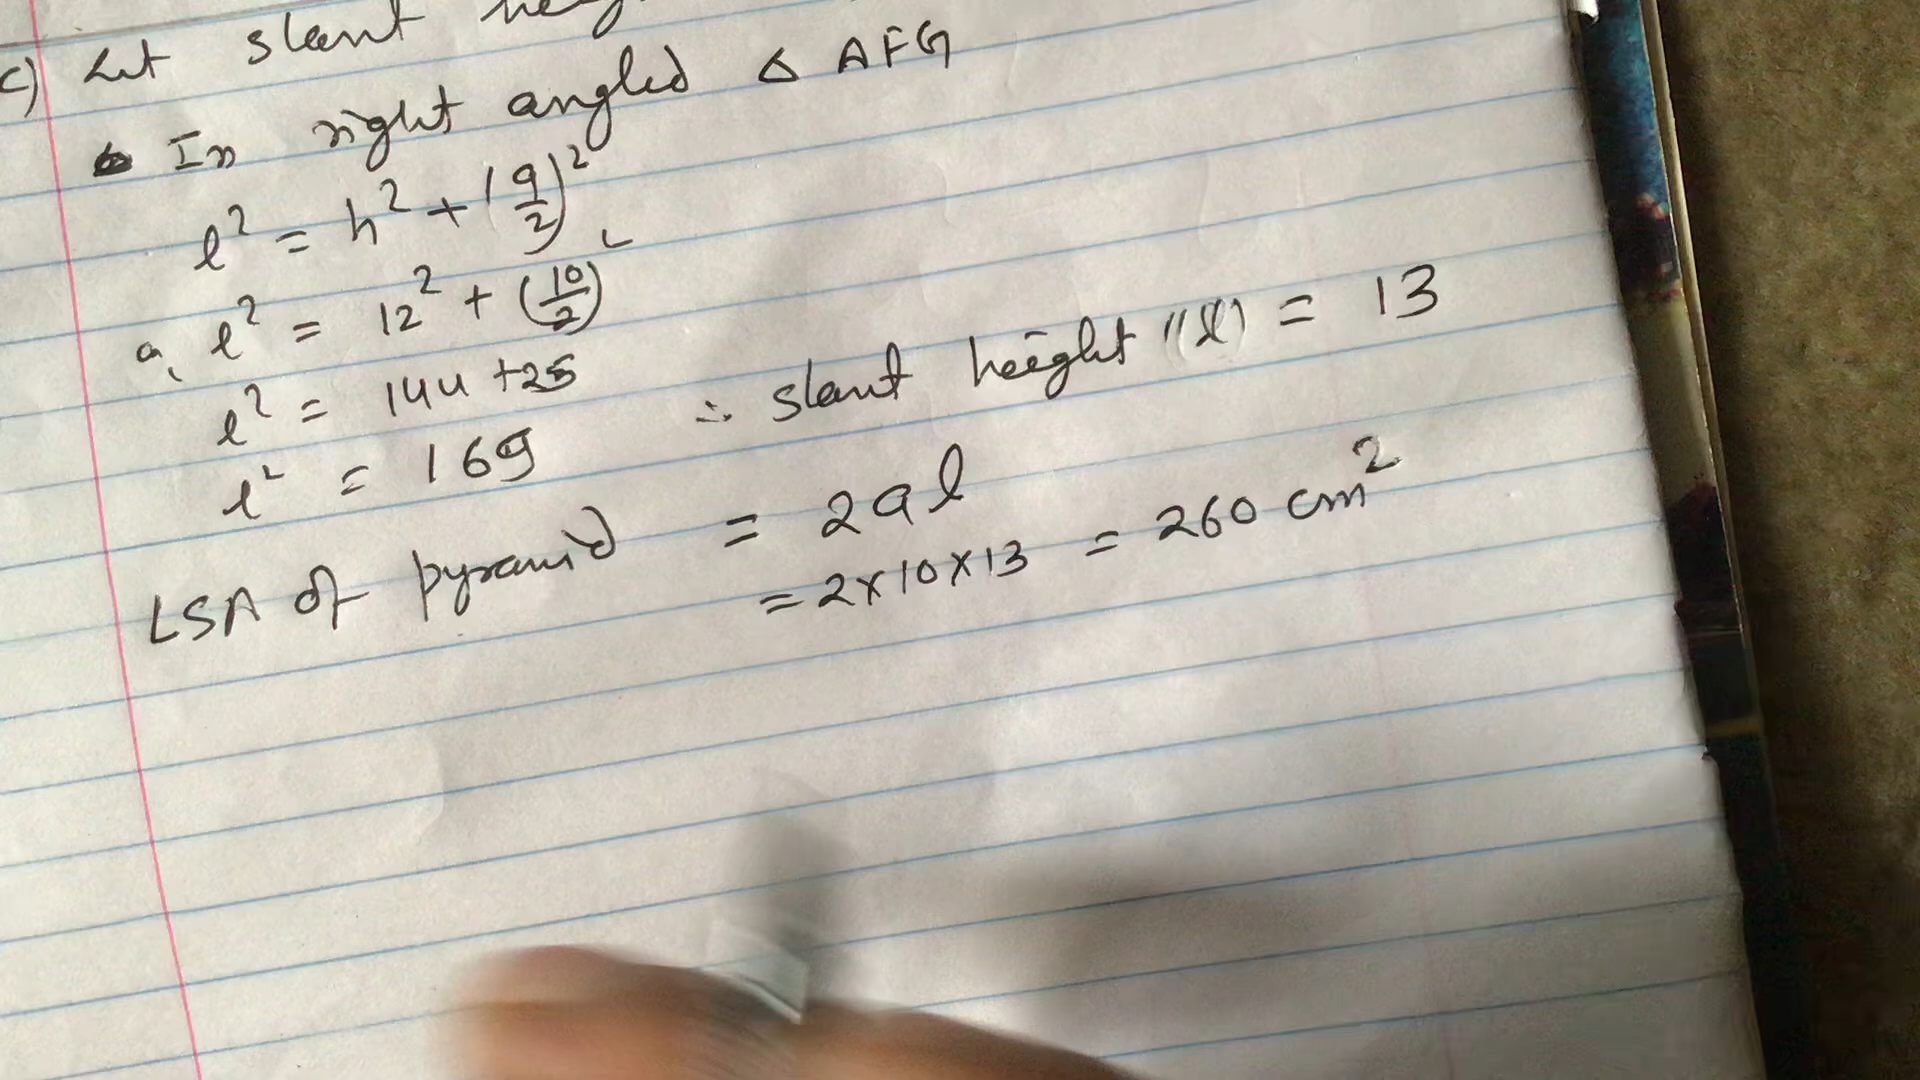 c) Let slant
In right angled △ AFG
l² = h² + (a/2)²
a, l² = 12² + (10/2)²
l² = 144 + 25
l² = 169 ∴ slant height (l) = 13
LSA of pyramid = 2al
= 2×10×13 = 260 cm²